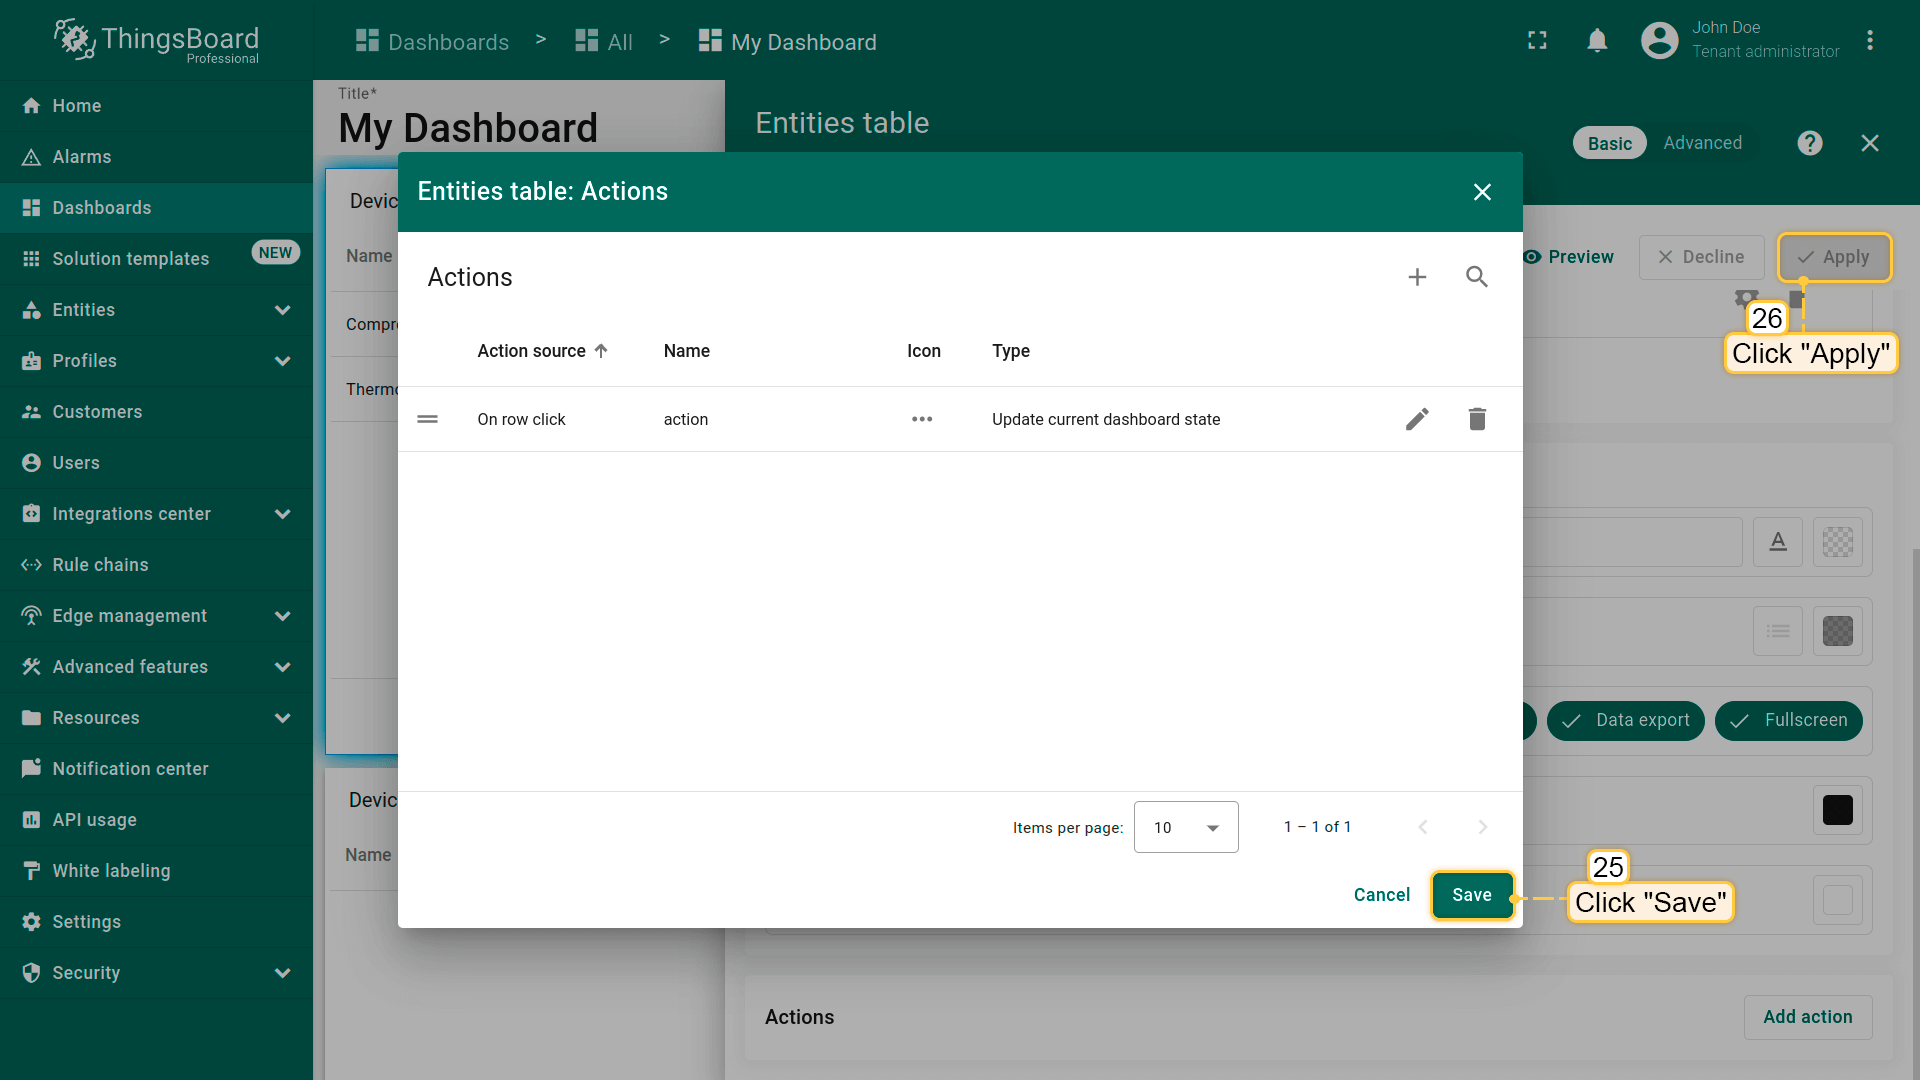 ThingsBoard
Professional
Dashboards > All > My Dashboard
John Doe
Tenant administrator
Home
Alarms
Dashboards
Solution templates NEW
Entities
Profiles
Customers
Users
Integrations center
Rule chains
Edge management
Advanced features
Resources
Notification center
API usage
White labeling
Settings
Security
Title*
My Dashboard
Devic
Name
Compre
Thermo
Devic
Name
Entities table
Basic Advanced
Preview Decline Apply
26
Click "Apply"
Entities table: Actions
Actions
Action source Name Icon Type
On row click action Update current dashboard state
Items per page: 10 1 – 1 of 1
Cancel Save
25
Click "Save"
Data export Fullscreen
Actions Add action